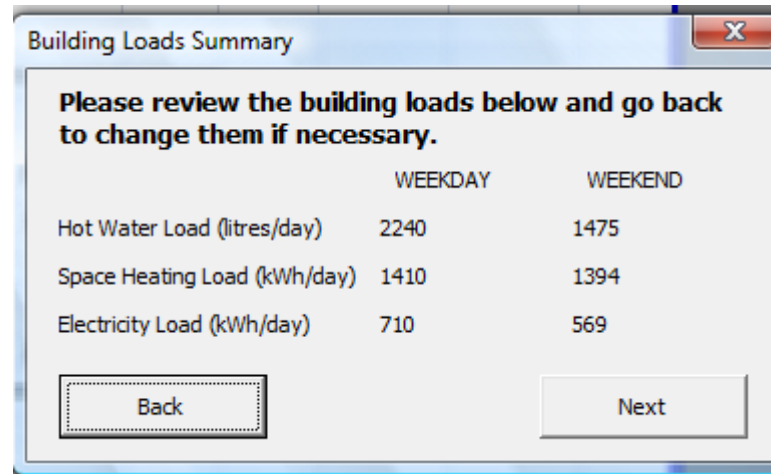 Building Loads Summary
X
Please review the building loads below and go back
to change them if necessary.
WEEKDAY WEEKEND
Hot Water Load (litres/day) 2240 1475
Space Heating Load (kWh/day) 1410 1394
Electricity Load (kWh/day) 710 569
Back Next